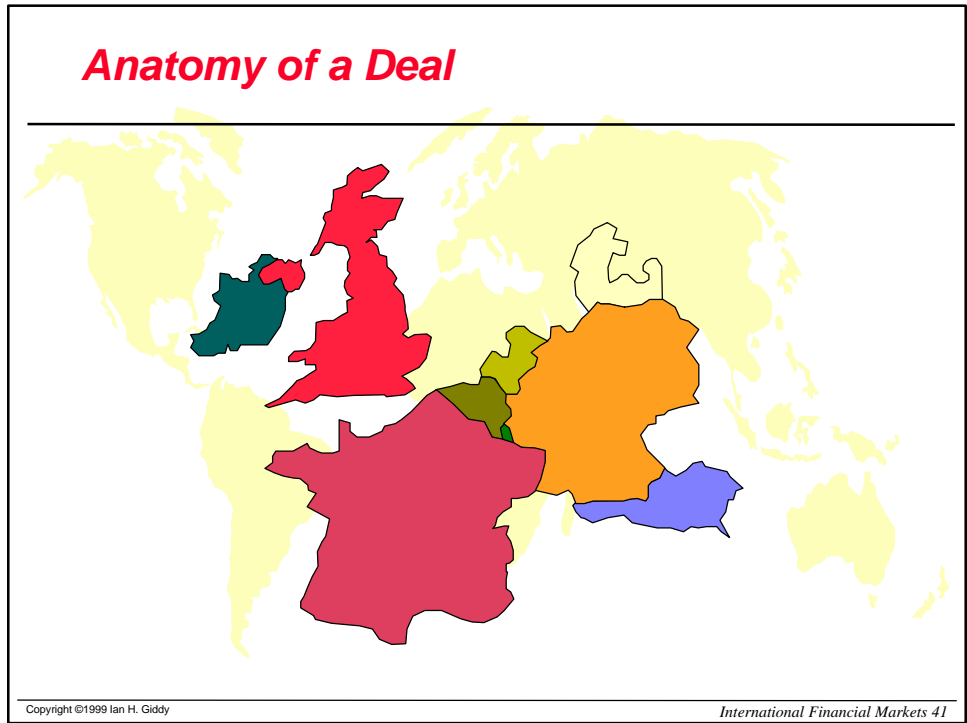 Anatomy of a Deal
Copyright ©1999 Ian H. Giddy
International Financial Markets 41